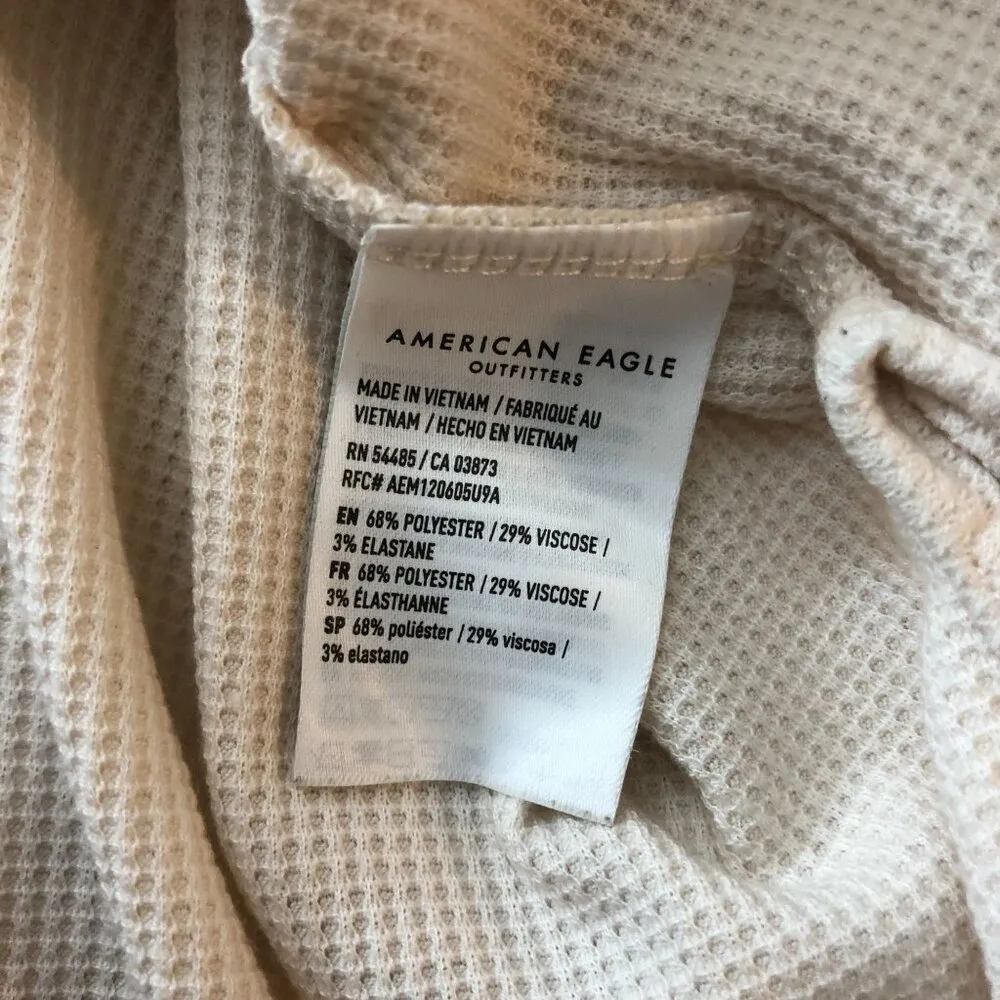 AMERICAN EAGLE
OUTFITTERS
MADE IN VIETNAM / FABRIQUÉ AU
VIETNAM / HECHO EN VIETNAM
RN 54485 / CA 03873
RFC# AEM120605U9A
EN 68% POLYESTER / 29% VISCOSE /
3% ELASTANE
FR 68% POLYESTER / 29% VISCOSE /
3% ÉLASTHANNE
SP 68% poliéster / 29% viscosa /
3% elastano